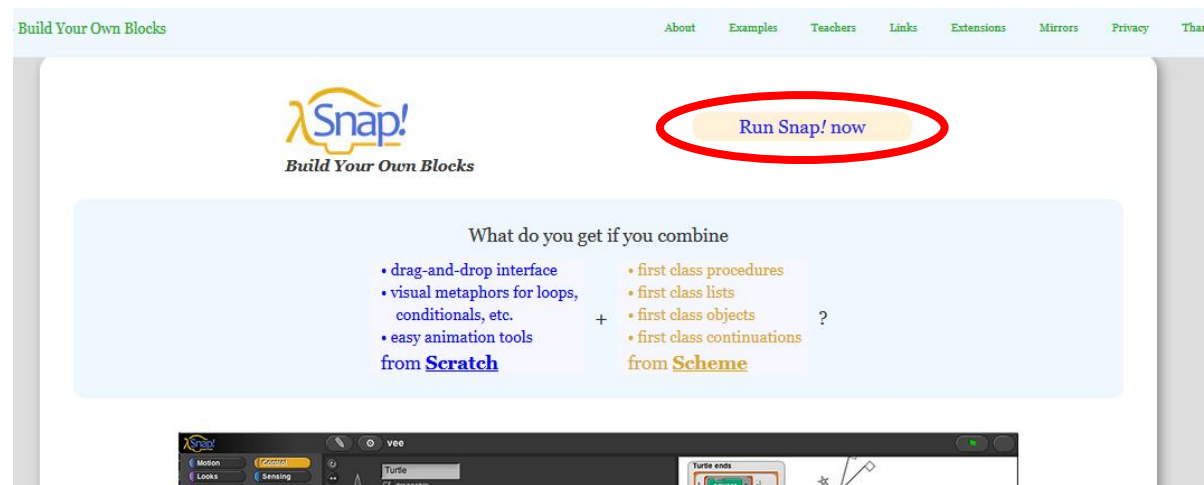 Build Your Own Blocks
About Examples Teachers Links Extensions Mirrors Privacy
λSnap!
Build Your Own Blocks
Run Snap! now
What do you get if you combine
• drag-and-drop interface
• visual metaphors for loops,
conditionals, etc.
• easy animation tools
from Scratch
+
• first class procedures
• first class lists
• first class objects
• first class continuations
from Scheme
?
λSnap! vee
Motion Control
Looks Sensing
Turtle
Turtle ends